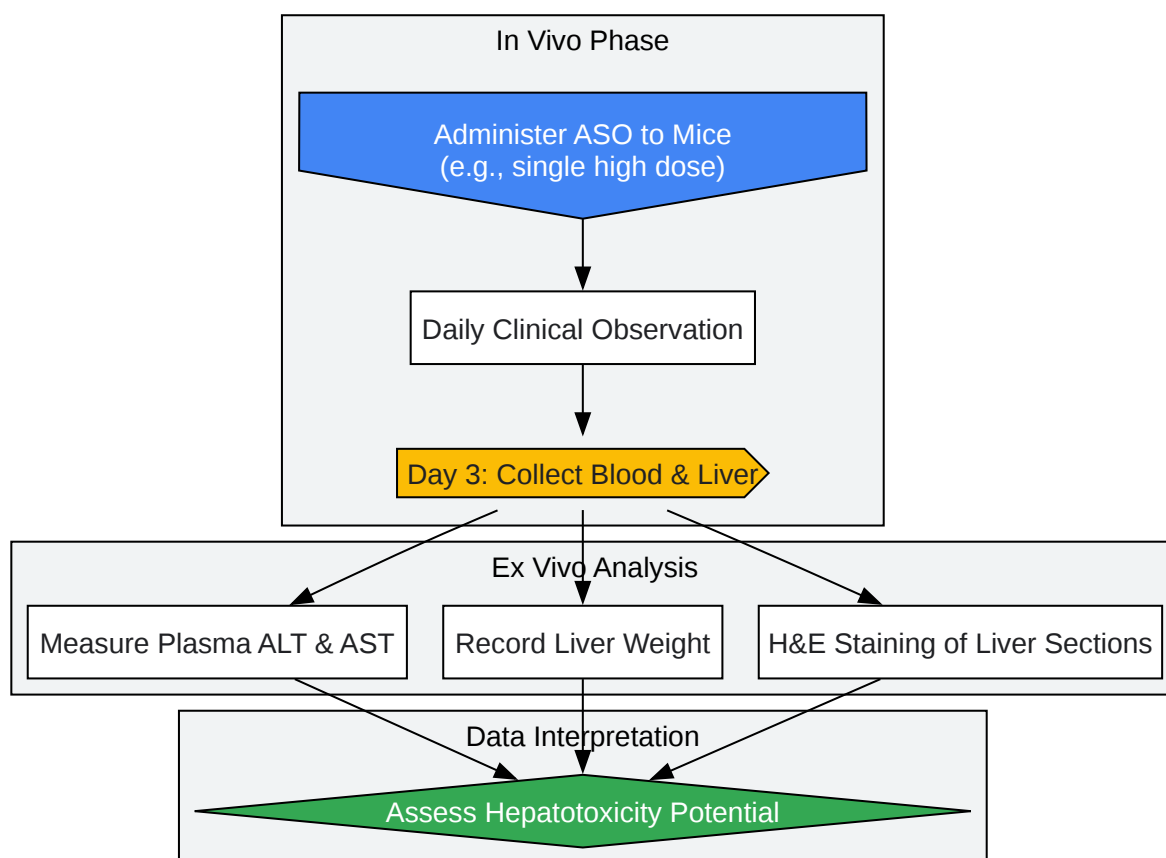 In Vivo Phase
Administer ASO to Mice
(e.g., single high dose)
Daily Clinical Observation
Day 3: Collect Blood & Liver
Ex Vivo Analysis
Measure Plasma ALT & AST
Record Liver Weight
H&E Staining of Liver Sections
Data Interpretation
Assess Hepatotoxicity Potential